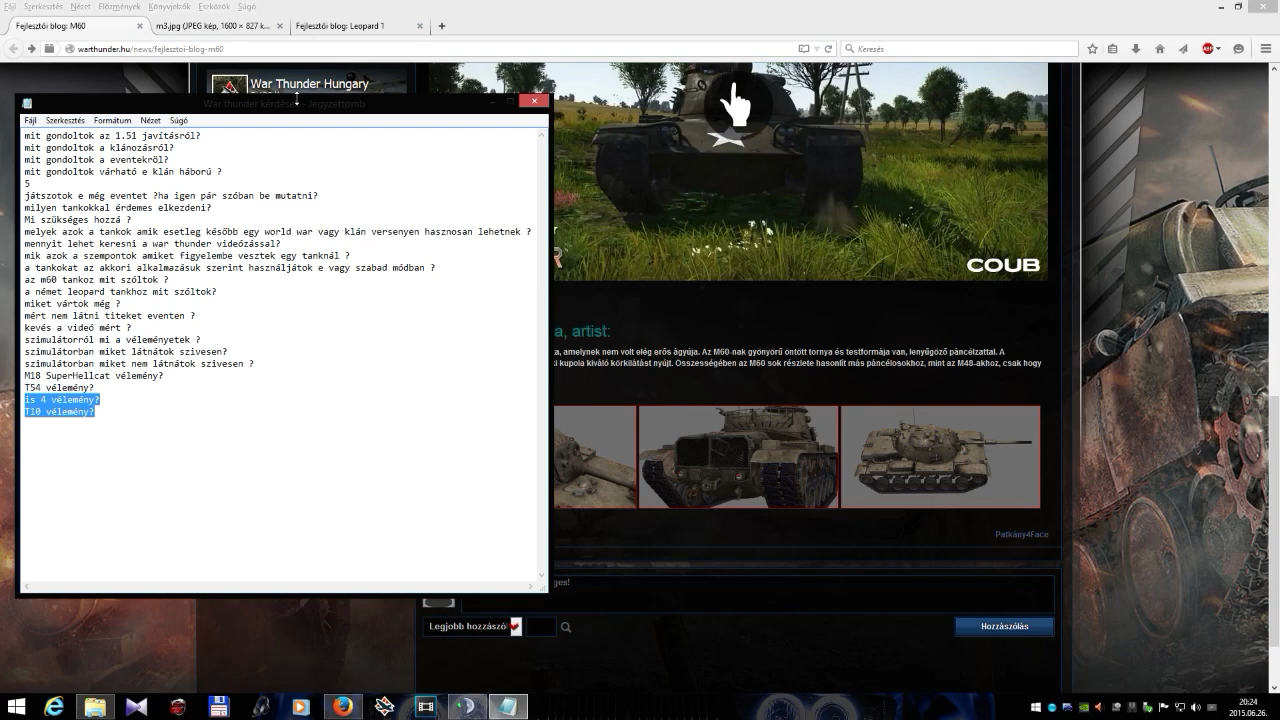 Fájl Szerkesztés Nézet Előzmények Könyvjelzők Eszközök Súgó
Fejlesztői blog: M60
m3.jpg (JPEG kép, 1600 × 827 k...
Fejlesztői blog: Leopard 1
warthunder.hu/news/fejlesztoi-blog-m60
Keresés
ABP
War Thunder Hungary
War thunder kérdések - Jegyzettömb
Fájl Szerkesztés Formátum Nézet Súgó
mit gondoltok az 1.51 javításról?
mit gondoltok a klánozásról?
mit gondoltok a eventekröl?
mit gondoltok várható e klán háború ?
5
játszotok e még eventet ?ha igen pár szóban be mutatni?
milyen tankokkal érdemes elkezdeni?
Mi szükséges hozzá ?
melyek azok a tankok amik esetleg később egy world war vagy klán versenyen hasznosan lehetnek ?
mennyit lehet keresni a war thunder videózással?
mik azok a szempontok amiket figyelembe vesztek egy tanknál ?
a tankokat az akkori alkalmazásuk szerint használjátok e vagy szabad módban ?
az m60 tankoz mit szóltok ?
a német leopard tankhoz mit szóltok?
miket vártok még ?
mért nem látni titeket eventen ?
kevés a videó mért ?
szimulátorról mi a véleményetek ?
szimulátorban miket látnátok szivesen?
szimulátorban miket nem látnátok szivesen ?
M18 SuperHellcat vélemény?
T54 vélemény?
is 4 vélemény?
T10 vélemény?
COUB
a, artist:
ta, amelynek nem volt elég erős ágyúja. Az M60-nak gyönyörű öntött tornya és testformája van, lenyűgöző páncélzattal. A
ki kupola kiváló körkilátást nyújt. Összességében az M60 sok részlete hasonlít más páncélosokhoz, mint az M48-akhoz, csak hogy
Patkány4Face
ges!
Legjobb hozzászó
Hozzászólás
20:24
2015.06.26.